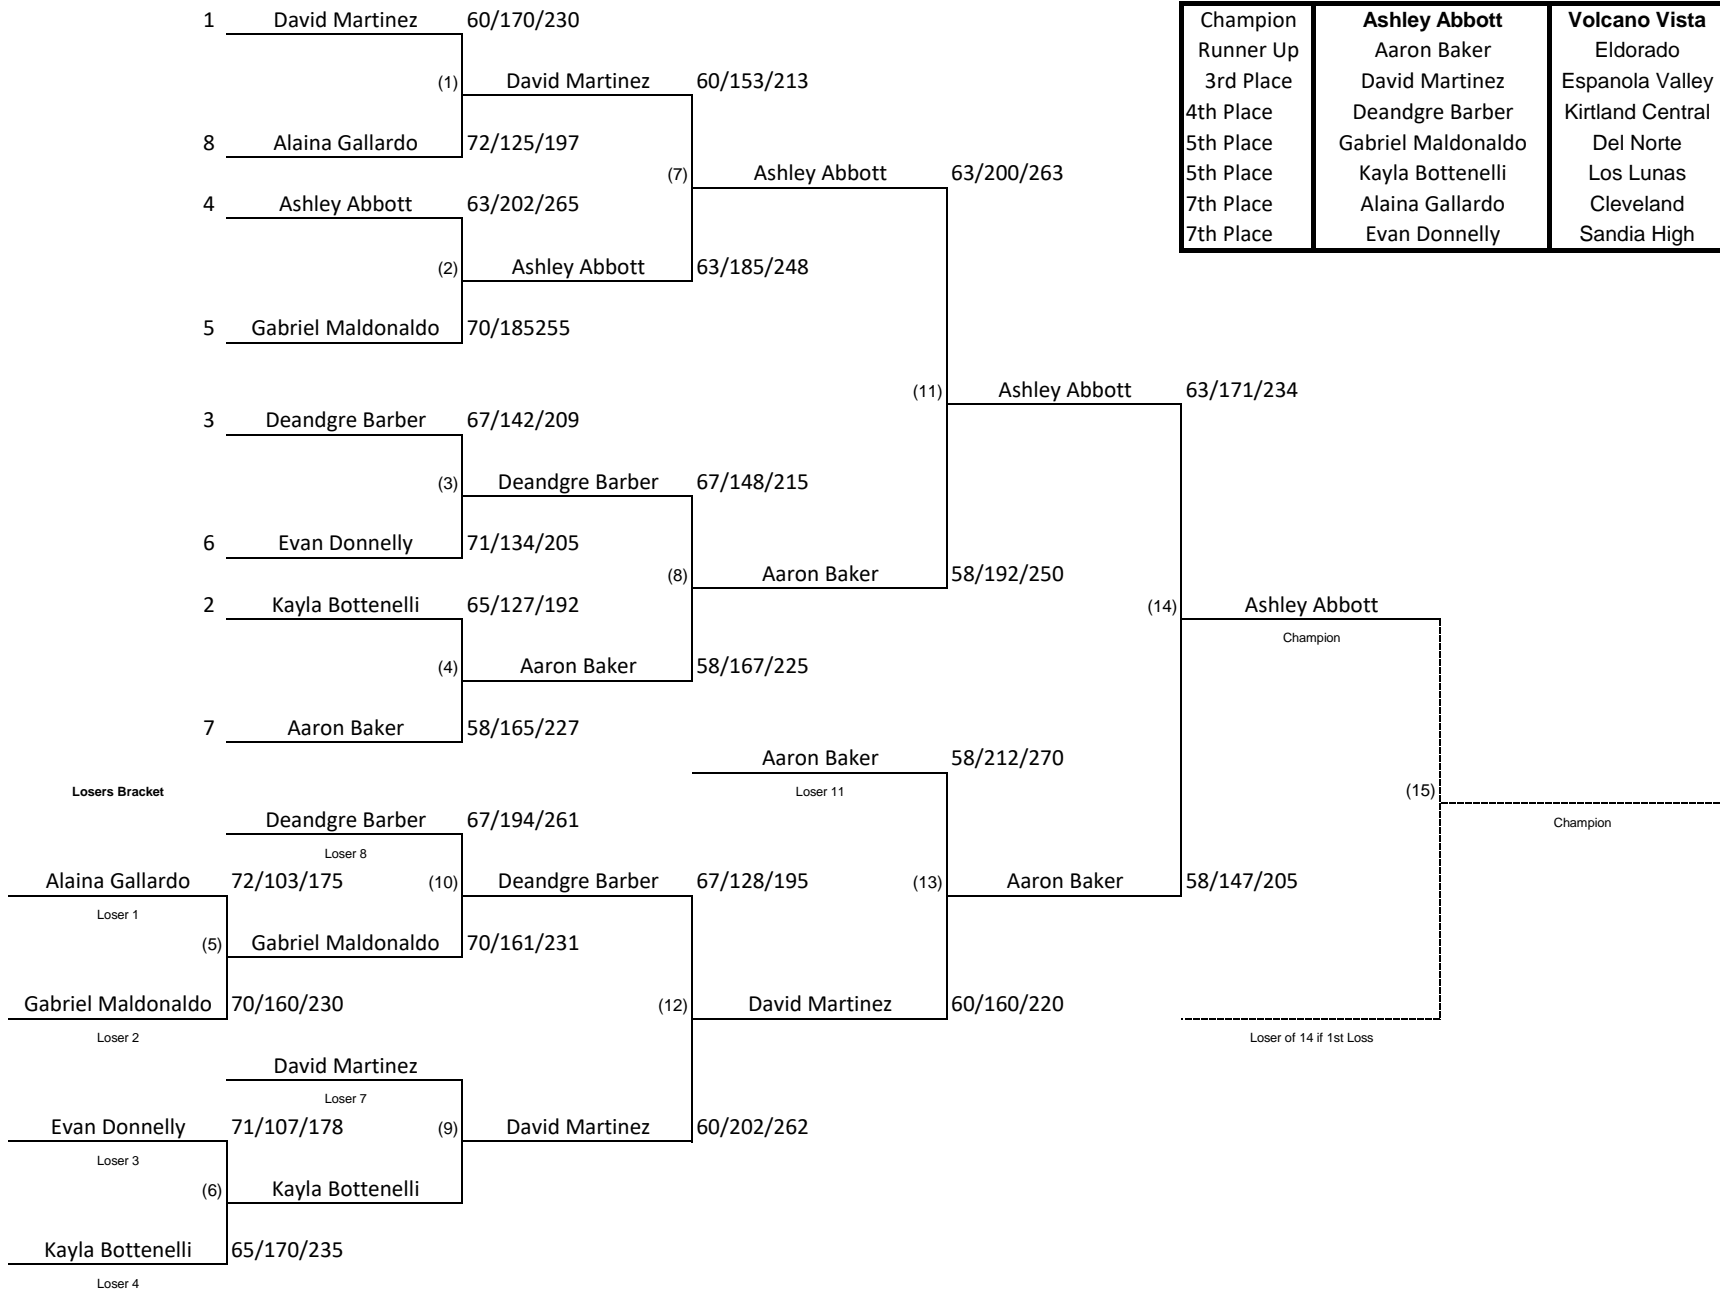 1 David Martinez 60/170/230
Champion Ashley Abbott Volcano Vista
Runner Up Aaron Baker Eldorado
(1) David Martinez 60/153/213
3rd Place David Martinez Espanola Valley
4th Place Deandgre Barber Kirtland Central
8 Alaina Gallardo 72/125/197
5th Place Gabriel Maldonaldo Del Norte
(7) Ashley Abbott 63/200/263
5th Place Kayla Bottenelli Los Lunas
4 Ashley Abbott 63/202/265
7th Place Alaina Gallardo Cleveland
7th Place Evan Donnelly Sandia High
(2) Ashley Abbott 63/185/248
5 Gabriel Maldonaldo 70/185255
(11) Ashley Abbott 63/171/234
3 Deandgre Barber 67/142/209
(3) Deandgre Barber 67/148/215
6 Evan Donnelly 71/134/205
(8) Aaron Baker 58/192/250
2 Kayla Bottenelli 65/127/192
(14) Ashley Abbott
Champion
(4) Aaron Baker 58/167/225
7 Aaron Baker 58/165/227
Aaron Baker 58/212/270
Losers Bracket
Loser 11
(15)
Deandgre Barber 67/194/261
Champion
Loser 8
Alaina Gallardo 72/103/175
(10) Deandgre Barber 67/128/195
(13) Aaron Baker 58/147/205
Loser 1
(5) Gabriel Maldonaldo 70/161/231
Gabriel Maldonaldo 70/160/230
(12) David Martinez 60/160/220
Loser 2
Loser of 14 if 1st Loss
David Martinez
Loser 7
Evan Donnelly 71/107/178
(9) David Martinez 60/202/262
Loser 3
(6) Kayla Bottenelli
Kayla Bottenelli 65/170/235
Loser 4